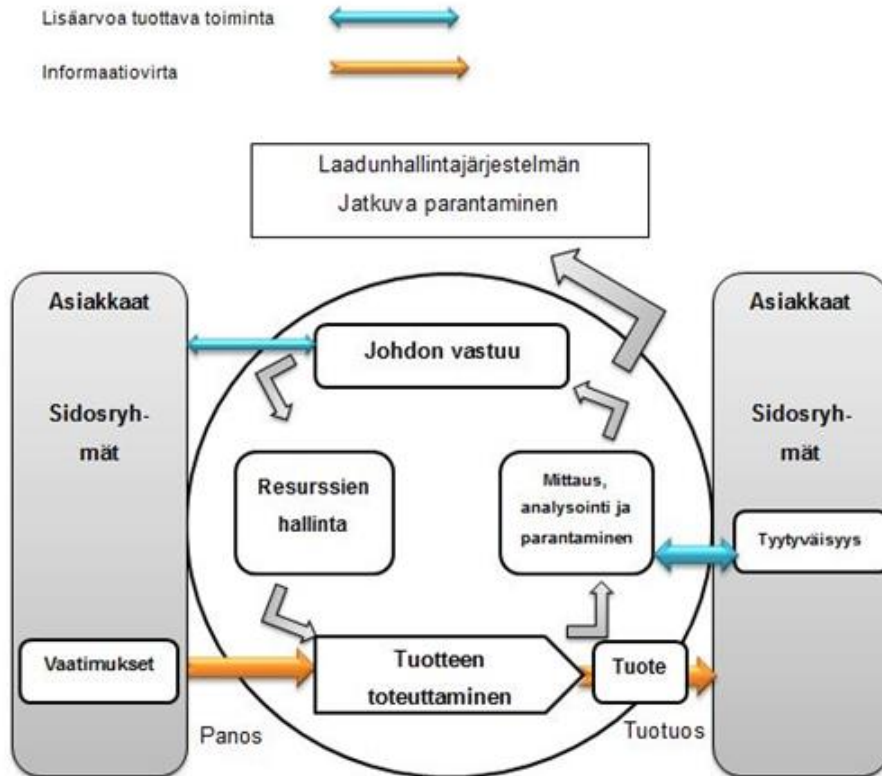 Lisäarvoa tuottava toiminta
Informaatiovirta
Laadunhallintajärjestelmän
Jatkuva parantaminen
Asiakkaat
Sidosryh-
mät
Vaatimukset
Johdon vastuu
Resurssien
hallinta
Mittaus,
analysointi ja
parantaminen
Tuotteen
toteuttaminen
Tuote
Panos
Tuotuos
Asiakkaat
Sidosryh-
mät
Tyytyväisyys